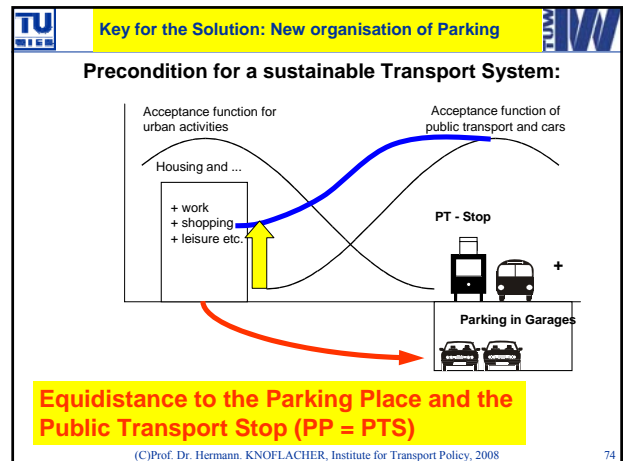 TU
WIEN
Key for the Solution: New organisation of Parking
TUW
Precondition for a sustainable Transport System:
Acceptance function for
urban activities
Acceptance function of
public transport and cars
Housing and ...
+ work
+ shopping
+ leisure etc.
PT - Stop
+
Parking in Garages
Equidistance to the Parking Place and the
Public Transport Stop (PP = PTS)
(C)Prof. Dr. Hermann. KNOFLACHER, Institute for Transport Policy, 2008
74